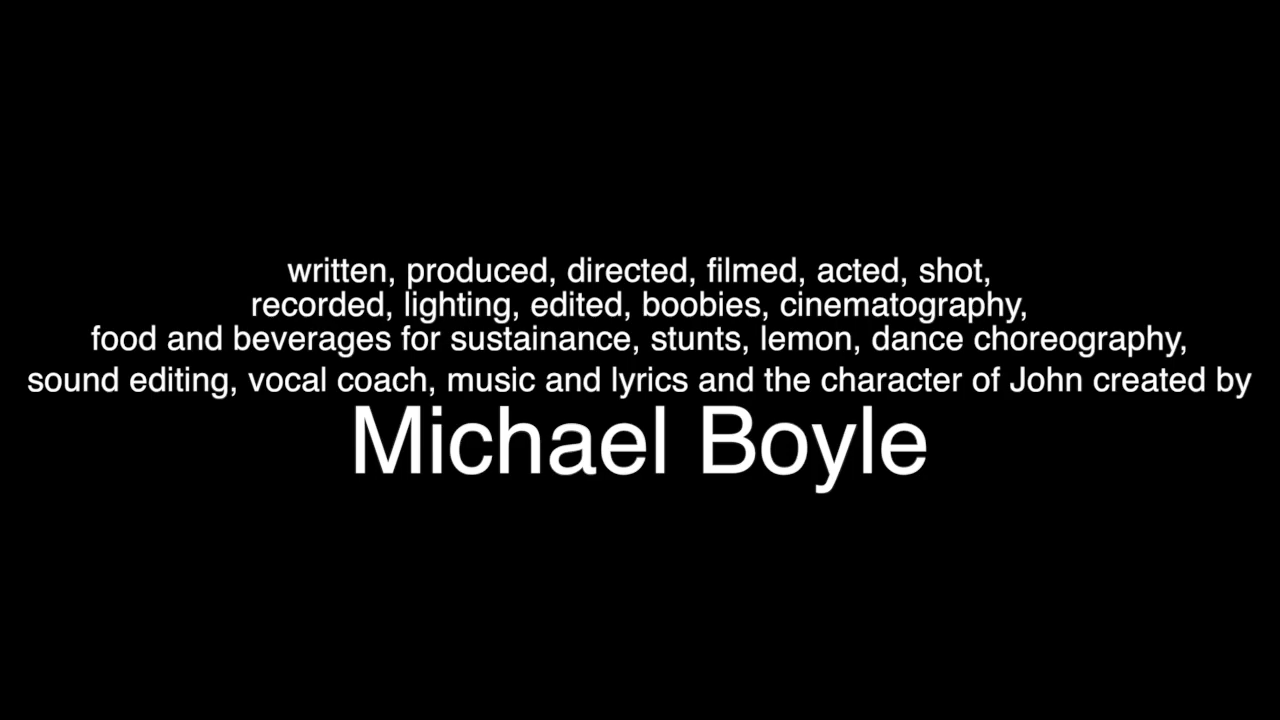 written, produced, directed, filmed, acted, shot,
recorded, lighting, edited, boobies, cinematography,
food and beverages for sustainance, stunts, lemon, dance choreography,
sound editing, vocal coach, music and lyrics and the character of John created by
Michael Boyle